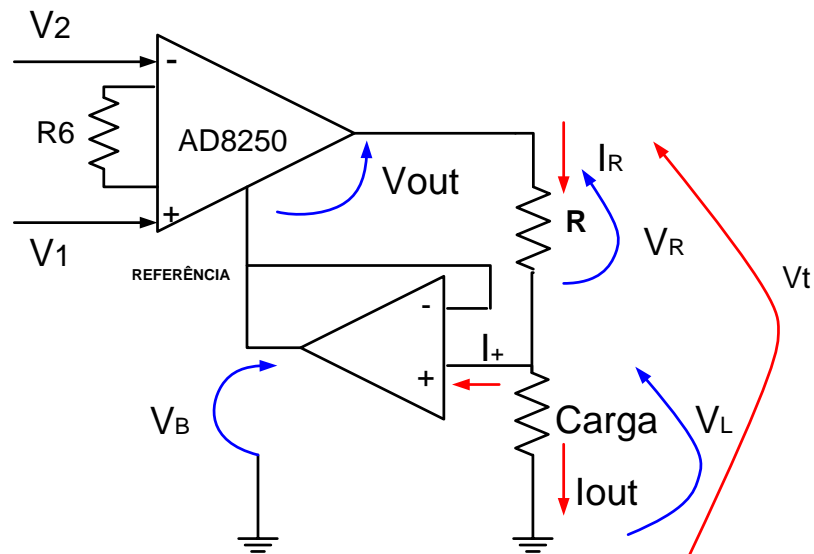 V2
-
R6
AD8250
+
V1
Vout
IR
R
VR
Vt
REFERÊNCIA
-
I+
+
VB
Carga
VL
Iout